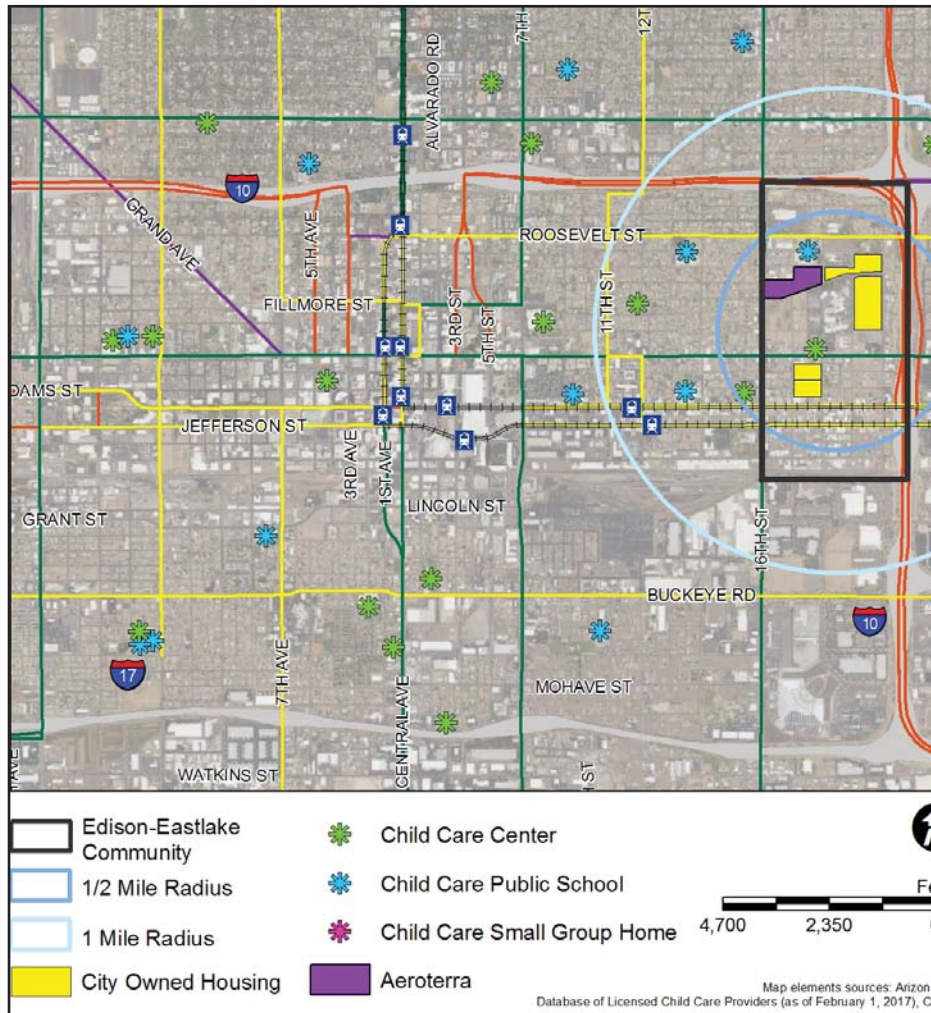 7TH
12T
ALVARADO RD
10
GRAND AVE
5TH AVE
ROOSEVELT ST
FILLMORE ST
3RD ST
5TH ST
11TH ST
DAMS ST
JEFFERSON ST
3RD AVE
1ST AVE
GRANT ST
LINCOLN ST
16TH ST
BUCKEYE RD
10
17
7TH AVE
MOHAVE ST
CENTRAL AVE
WATKINS ST
AVE
ST
Edison-Eastlake
Community
1/2 Mile Radius
1 Mile Radius
City Owned Housing
Child Care Center
Child Care Public School
Child Care Small Group Home
Aeroterra
Fe
4,700 2,350
Map elements sources: Arizon
Database of Licensed Child Care Providers (as of February 1, 2017), C